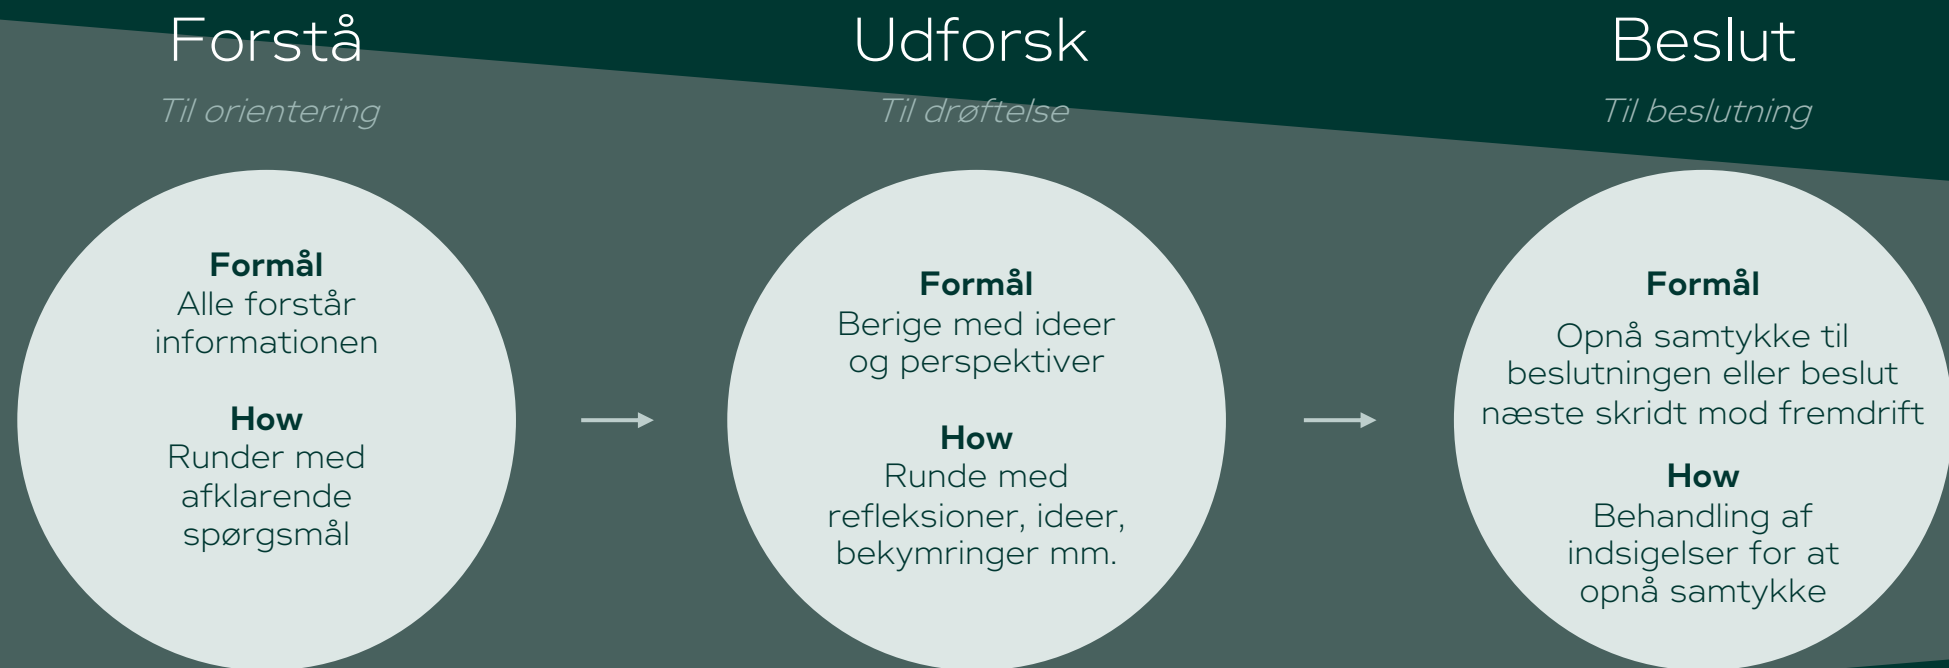 Forstå
Til orientering
Formål
Alle forstår
informationen
How
Runder med
afklarende
spørgsmål
Udforsk
Til drøftelse
Formål
Berige med ideer
og perspektiver
How
Runde med
refleksioner, ideer,
bekymringer mm.
Beslut
Til beslutning
Formål
Opnå samtykke til
beslutningen eller beslut
næste skridt mod fremdrift
How
Behandling af
indsigelser for at
opnå samtykke